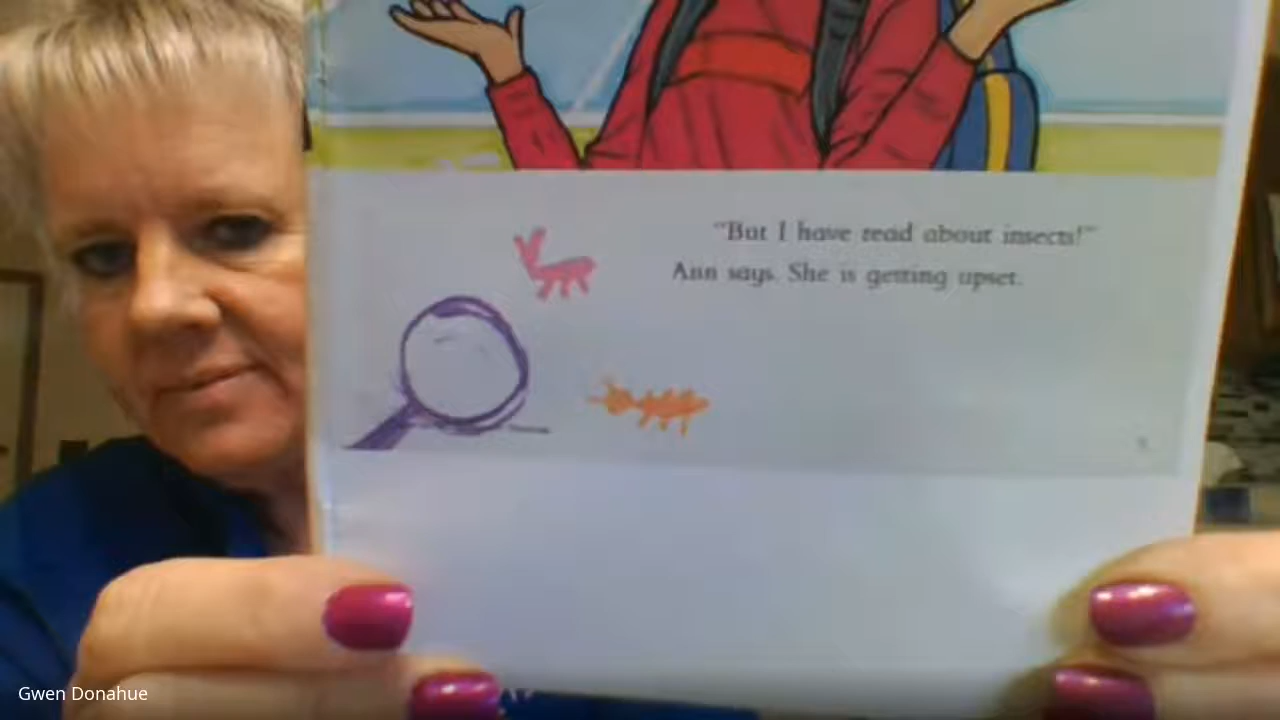 "But I have read about insects!"
Ann says. She is getting upset.
Gwen Donahue